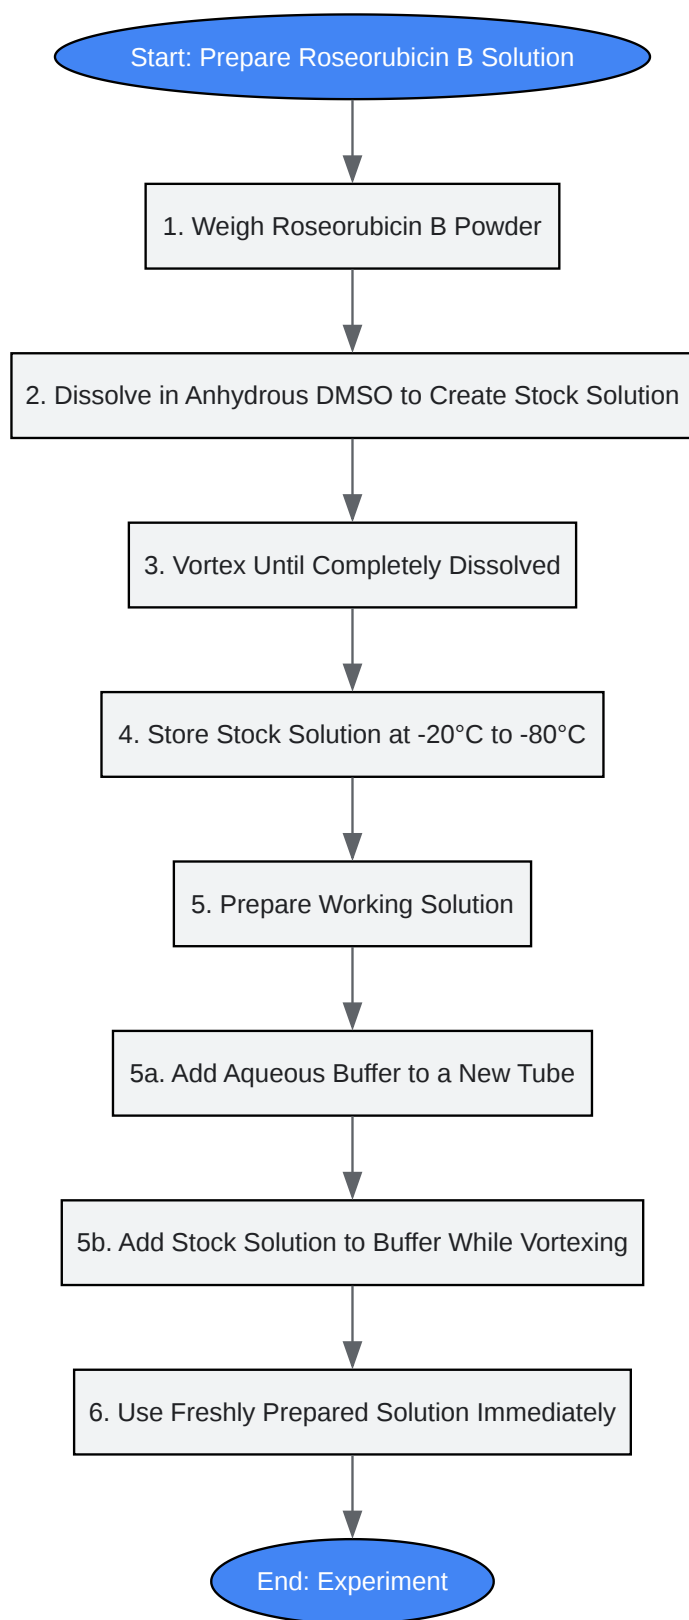 Start: Prepare Roseorubicin B Solution
1. Weigh Roseorubicin B Powder
2. Dissolve in Anhydrous DMSO to Create Stock Solution
3. Vortex Until Completely Dissolved
4. Store Stock Solution at -20°C to -80°C
5. Prepare Working Solution
5a. Add Aqueous Buffer to a New Tube
5b. Add Stock Solution to Buffer While Vortexing
6. Use Freshly Prepared Solution Immediately
End: Experiment